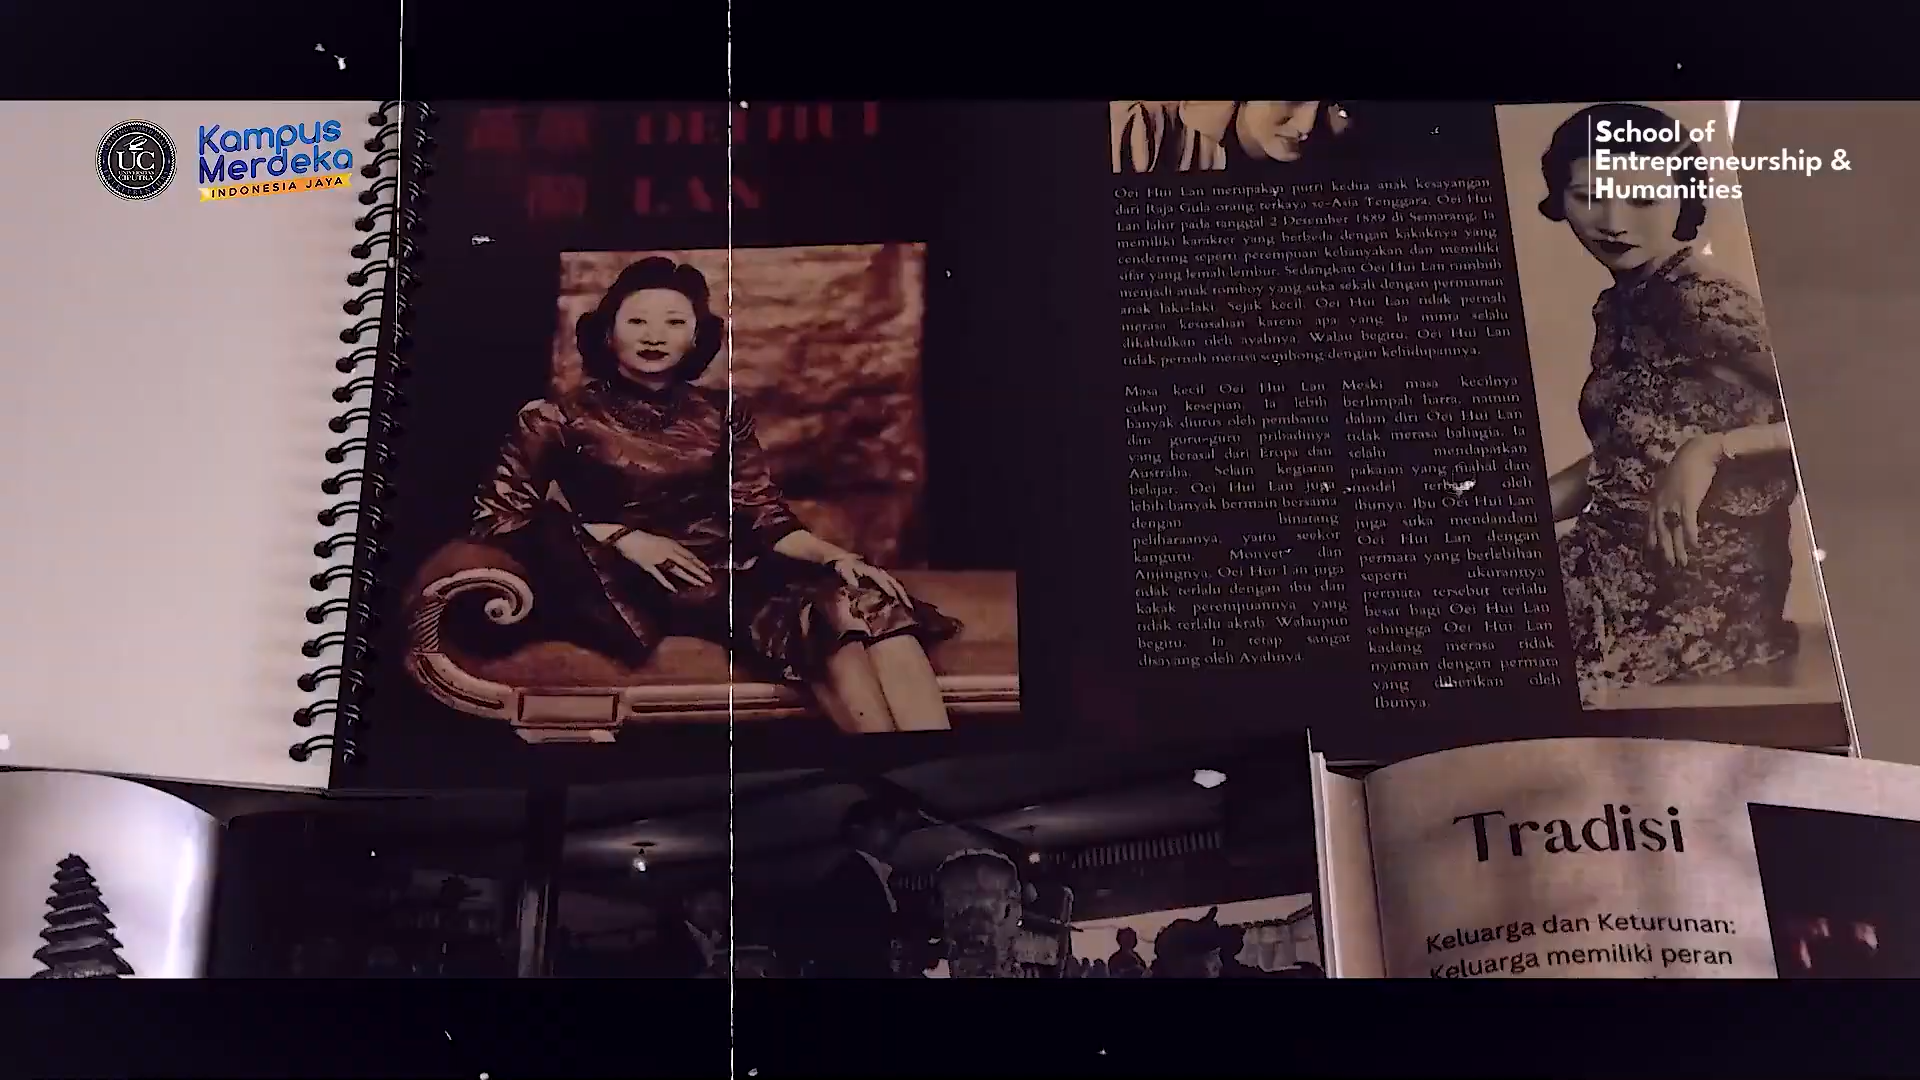 UC
UNIVERSITAS
CIPUTRA
Kampus
Merdeka
INDONESIA JAYA
School of
Entrepreneurship &
Humanities
OEI HUI
LAN
Oei Hui Lan merupakan putri kedua anak kesayangan
dari Raja Gula orang terkaya se-Asia Tenggara. Oei Hui
Lan lahir pada tanggal 2 Desember 1889 di Semarang. Ia
memiliki karakter yang berbeda dengan kakaknya yang
cenderung seperti perempuan kebanyakan dan memiliki
sifat yang lemah lembut. Sedangkan Oei Hui Lan tumbuh
menjadi anak tomboy yang suka sekali dengan permainan
anak laki-laki. Sejak kecil, Oei Hui Lan tidak pernah
merasa kesusahan karena apa yang Ia minta selalu
dikabulkan oleh ayahnya. Walau begitu, Oei Hui Lan
tidak pernah merasa sombong dengan kehidupannya.
Masa kecil Oei Hui Lan
cukup kesepian. Ia lebih
banyak diurus oleh pembantu
dan guru-guru pribadinya
yang berasal dari Eropa dan
Australia. Selain kegiatan
belajar, Oei Hui Lan juga
lebih banyak bermain bersama
dengan binatang
peliharaanya, yaitu seekor
kanguru, Monyet dan
Anjingnya. Oei Hui Lan juga
tidak terlalu dengan ibu dan
kakak perempuannya yang
tidak terlalu akrab. Walaupun
begitu, Ia tetap sangat
disayang oleh Ayahnya.
Meski masa kecilnya
berlimpah harta, namun
dalam diri Oei Hui Lan
tidak merasa bahagia. Ia
selalu mendapatkan
pakaian yang mahal dan
model terbaru oleh
ibunya. Ibu Oei Hui Lan
juga suka mendandani
Oei Hui Lan dengan
permata yang berlebihan
seperti ukurannya
permata tersebut terlalu
besar bagi Oei Hui Lan
sehingga Oei Hui Lan
kadang merasa tidak
nyaman dengan permata
yang diberikan oleh
Ibunya.
Tradisi
Keluarga dan Keturunan:
Keluarga memiliki peran